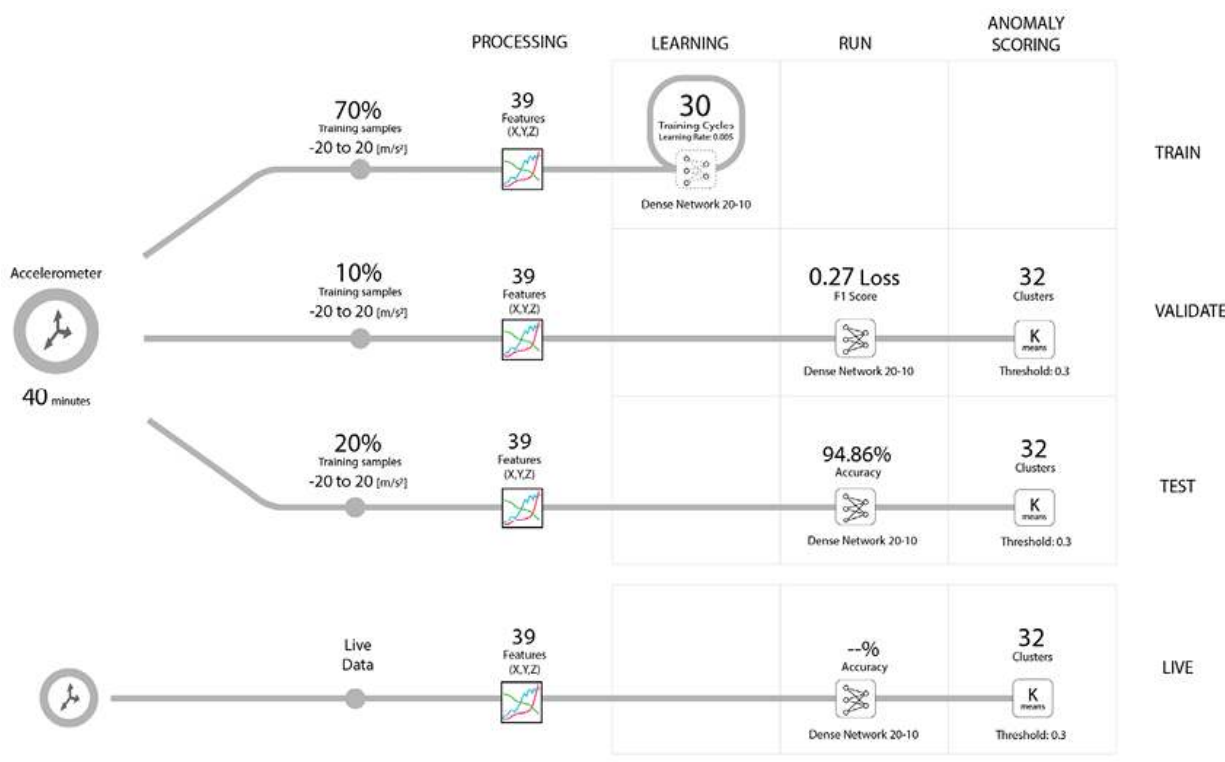 PROCESSING
LEARNING
RUN
ANOMALY
SCORING
70%
Training samples
-20 to 20 [m/s²]
39
Features
(X,Y,Z)
30
Training Cycles
Learning Rate: 0.005
Dense Network 20-10
TRAIN
Accelerometer
40 minutes
10%
Training samples
-20 to 20 [m/s²]
39
Features
(X,Y,Z)
0.27 Loss
F1 Score
Dense Network 20-10
32
Clusters
K
means
Threshold: 0.3
VALIDATE
20%
Training samples
-20 to 20 [m/s²]
39
Features
(X,Y,Z)
94.86%
Accuracy
Dense Network 20-10
32
Clusters
K
means
Threshold: 0.3
TEST
Live
Data
39
Features
(X,Y,Z)
--%
Accuracy
Dense Network 20-10
32
Clusters
K
means
Threshold: 0.3
LIVE